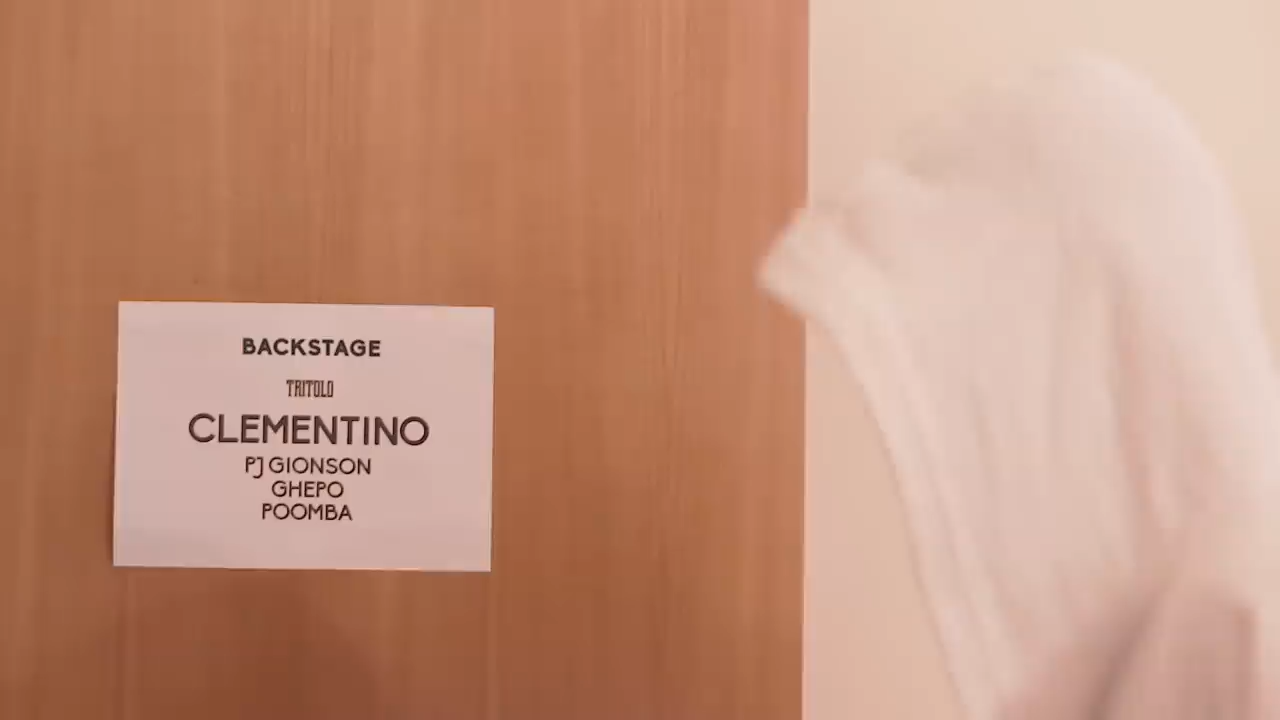 BACKSTAGE
TRITOLO
CLEMENTINO
PJ GIONSON
GHEPO
POOMBA